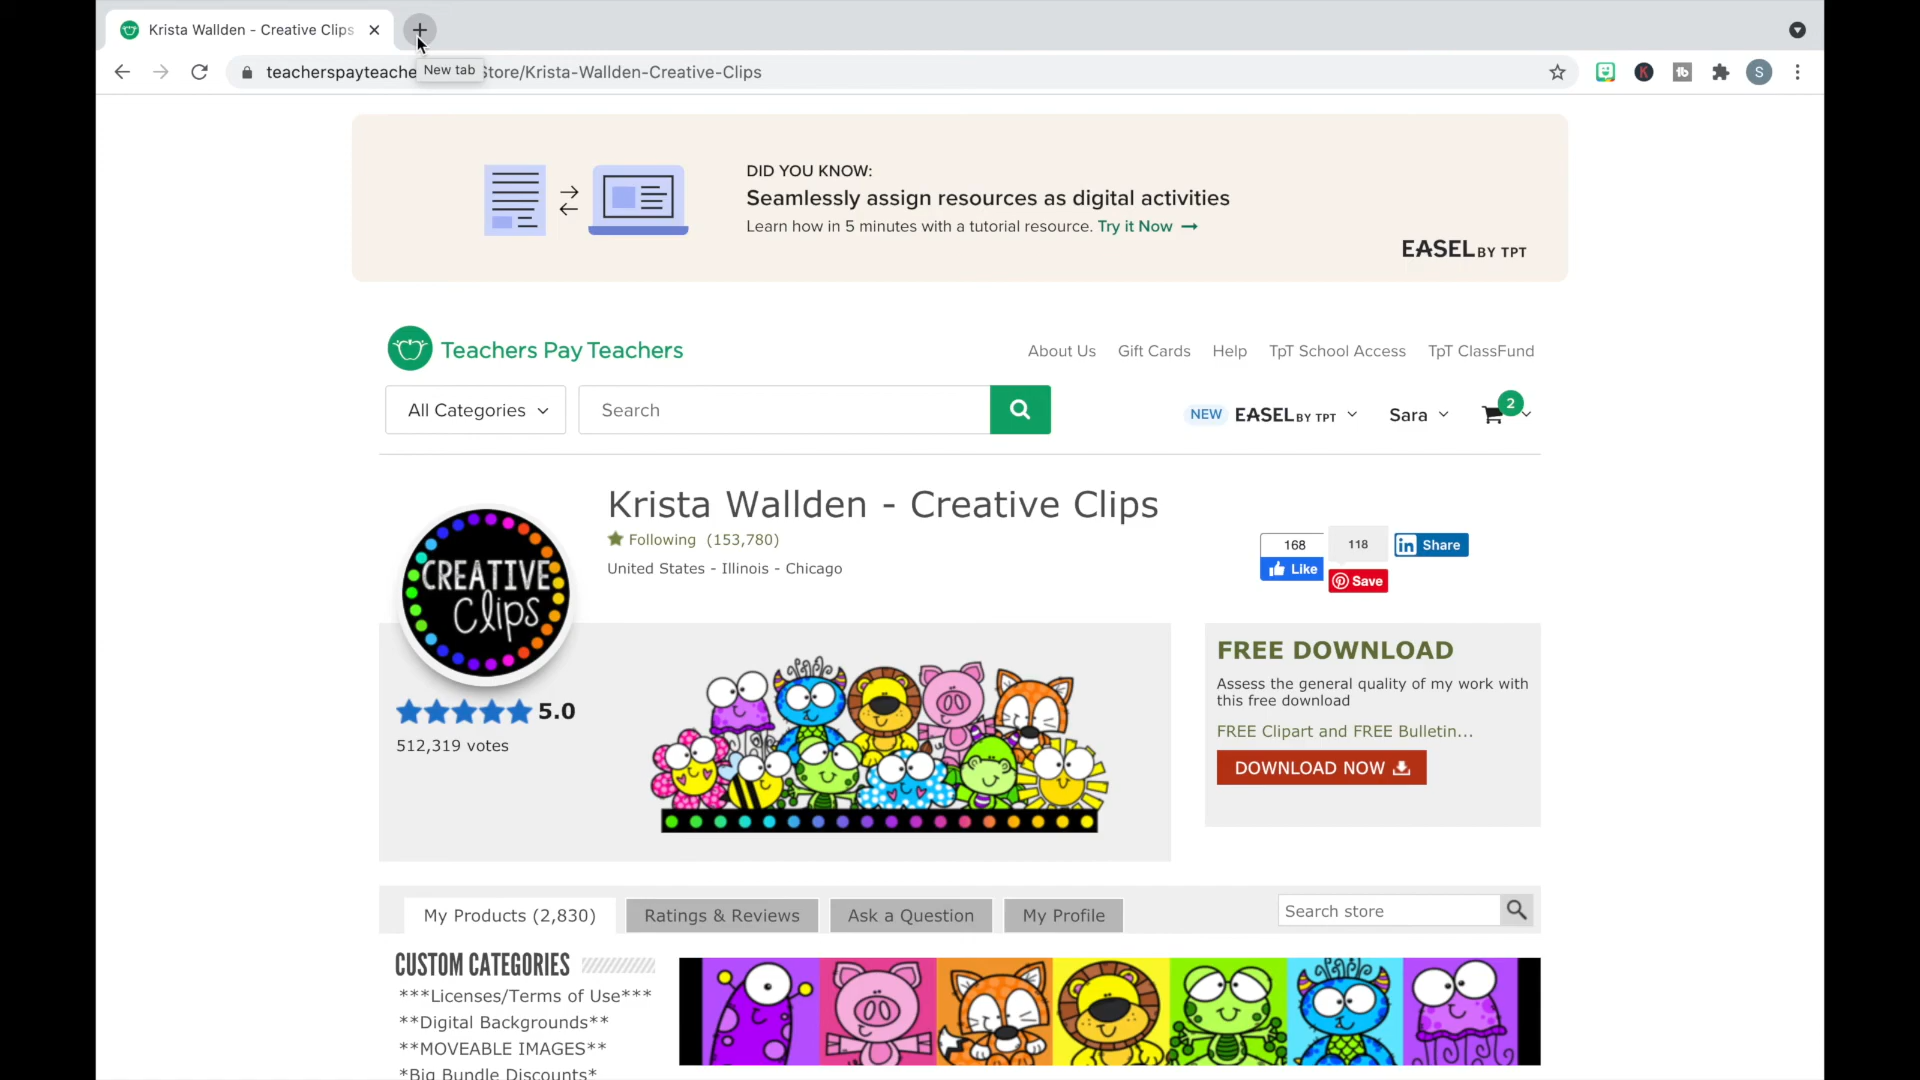 Krista Wallden - Creative Clips
teacherspayteache
New tab
Store/Krista-Wallden-Creative-Clips
K
tb
S
DID YOU KNOW:
Seamlessly assign resources as digital activities
Learn how in 5 minutes with a tutorial resource. Try it Now →
EASEL BY TPT
Teachers Pay Teachers
About Us
Gift Cards
Help
TpT School Access
TpT ClassFund
All Categories
Search
NEW EASEL BY TPT
Sara
2
Krista Wallden - Creative Clips
Following (153,780)
United States - Illinois - Chicago
168
Like
118
Save
in Share
CREATIVE
Clips
5.0
512,319 votes
FREE DOWNLOAD
Assess the general quality of my work with
this free download
FREE Clipart and FREE Bulletin...
DOWNLOAD NOW
My Products (2,830)
Ratings & Reviews
Ask a Question
My Profile
Search store
CUSTOM CATEGORIES
***Licenses/Terms of Use***
**Digital Backgrounds**
**MOVEABLE IMAGES**
*Big Bundle Discounts*